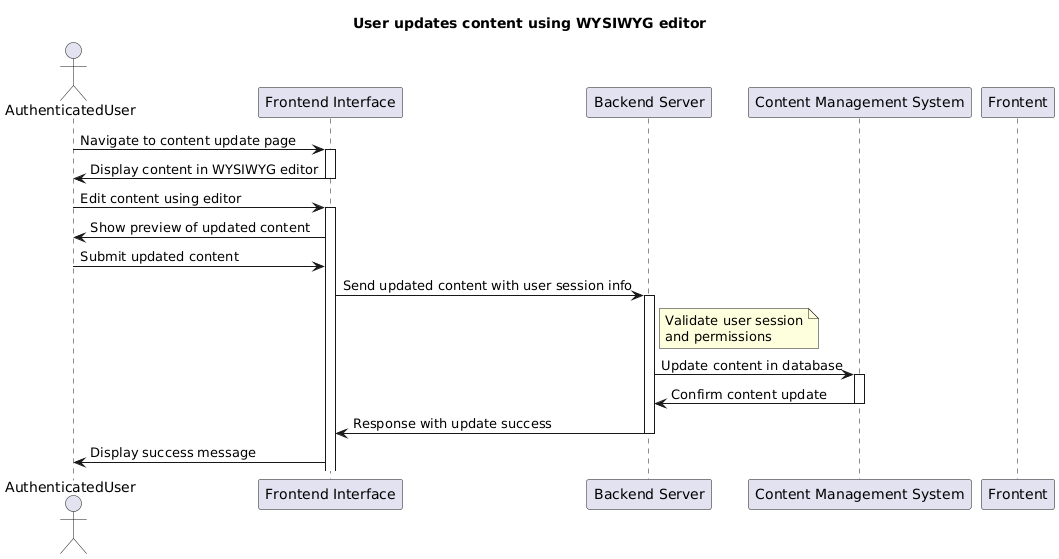 User updates content using WYSIWYG editor
AuthenticatedUser
Frontend Interface
Backend Server
Content Management System
Frontent
Navigate to content update page
Display content in WYSIWYG editor
Edit content using editor
Show preview of updated content
Submit updated content
Send updated content with user session info
Validate user session
and permissions
Update content in database
Confirm content update
Response with update success
Display success message
AuthenticatedUser
Frontend Interface
Backend Server
Content Management System
Frontent